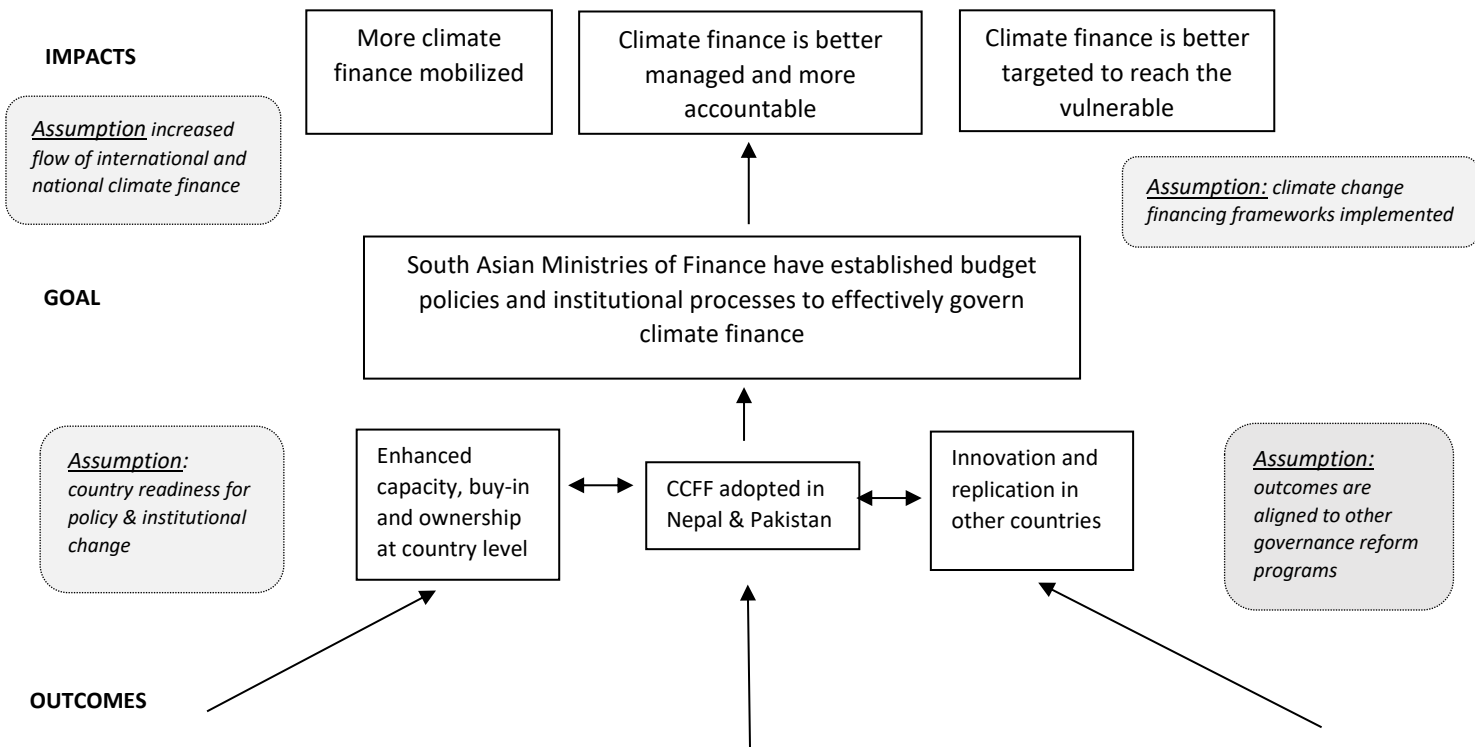 IMPACTS
More climate
finance mobilized
Climate finance is better
managed and more
accountable
Climate finance is better
targeted to reach the
vulnerable
Assumption increased
flow of international and
national climate finance
Assumption: climate change
financing frameworks implemented
GOAL
South Asian Ministries of Finance have established budget
policies and institutional processes to effectively govern
climate finance
Assumption:
country readiness for
policy & institutional
change
Enhanced
capacity, buy-in
and ownership
at country level
CCFF adopted in
Nepal & Pakistan
Innovation and
replication in
other countries
Assumption:
outcomes are
aligned to other
governance reform
programs
OUTCOMES